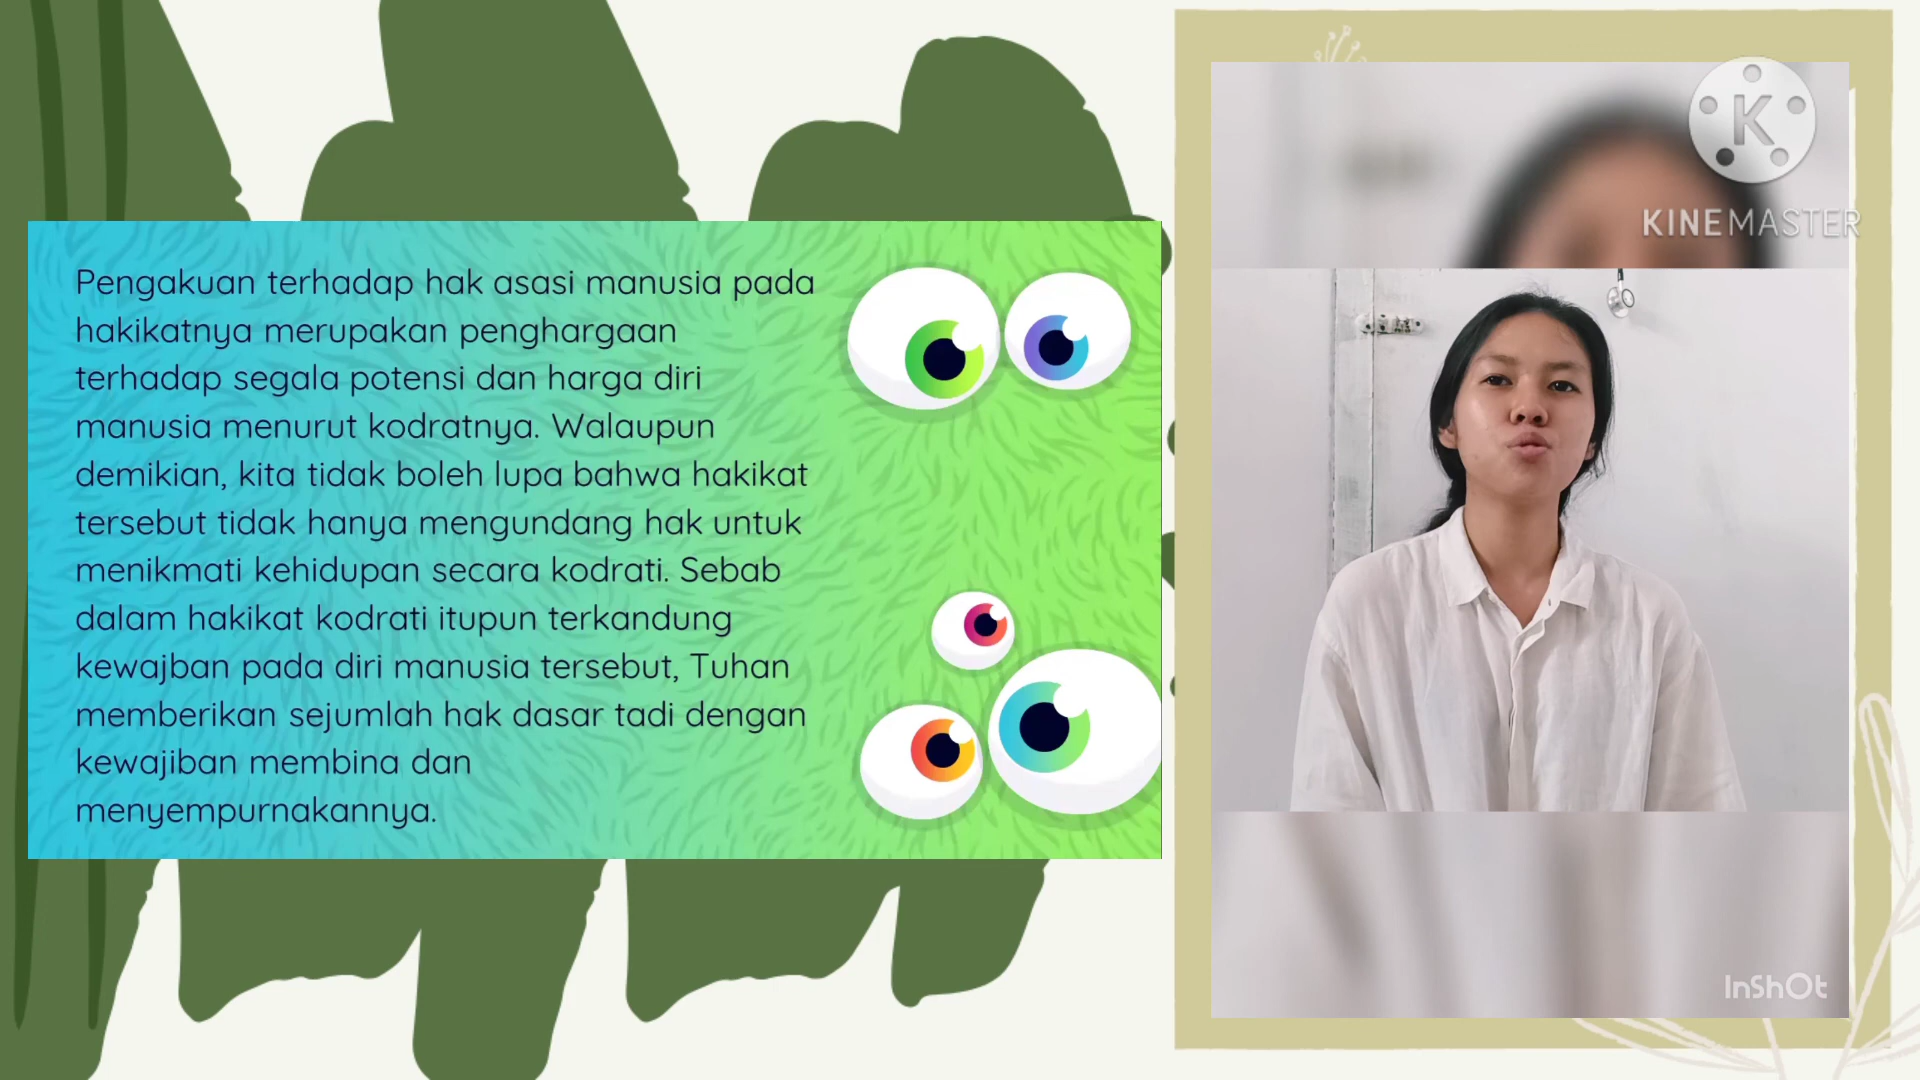 Pengakuan terhadap hak asasi manusia pada
hakikatnya merupakan penghargaan
terhadap segala potensi dan harga diri
manusia menurut kodratnya. Walaupun
demikian, kita tidak boleh lupa bahwa hakikat
tersebut tidak hanya mengundang hak untuk
menikmati kehidupan secara kodrati. Sebab
dalam hakikat kodrati itupun terkandung
kewajban pada diri manusia tersebut, Tuhan
memberikan sejumlah hak dasar tadi dengan
kewajiban membina dan
menyempurnakannya.
K
KINEMASTER
InShOt